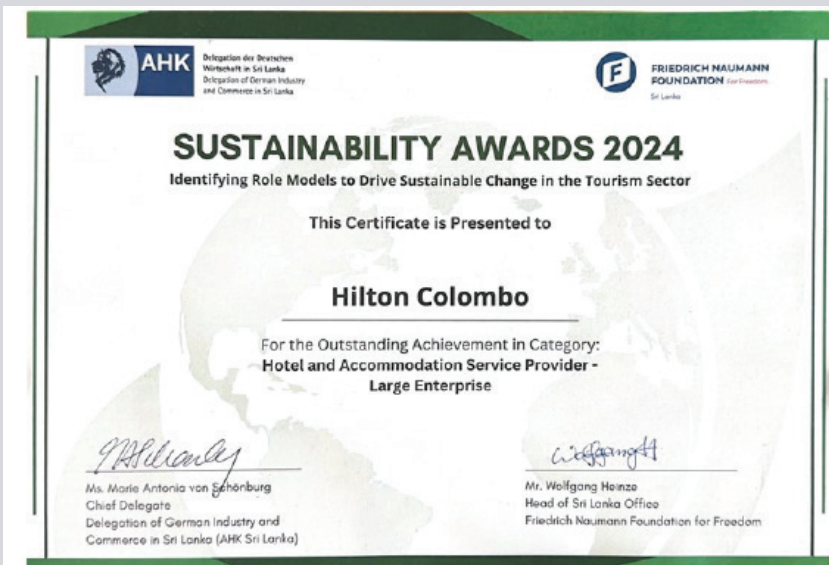 AHK
Delegation der Deutschen
Wirtschaft in Sri Lanka
Delegation of German Industry
and Commerce in Sri Lanka
F
FRIEDRICH NAUMANN
FOUNDATION For Freedom.
Sri Lanka
SUSTAINABILITY AWARDS 2024
Identifying Role Models to Drive Sustainable Change in the Tourism Sector
This Certificate is Presented to
Hilton Colombo
For the Outstanding Achievement in Category:
Hotel and Accommodation Service Provider -
Large Enterprise
Ms. Marie Antonia von Schönburg
Chief Delegate
Delegation of German Industry and
Commerce in Sri Lanka (AHK Sri Lanka)
Mr. Wolfgang Heinze
Head of Sri Lanka Office
Friedrich Naumann Foundation for Freedom